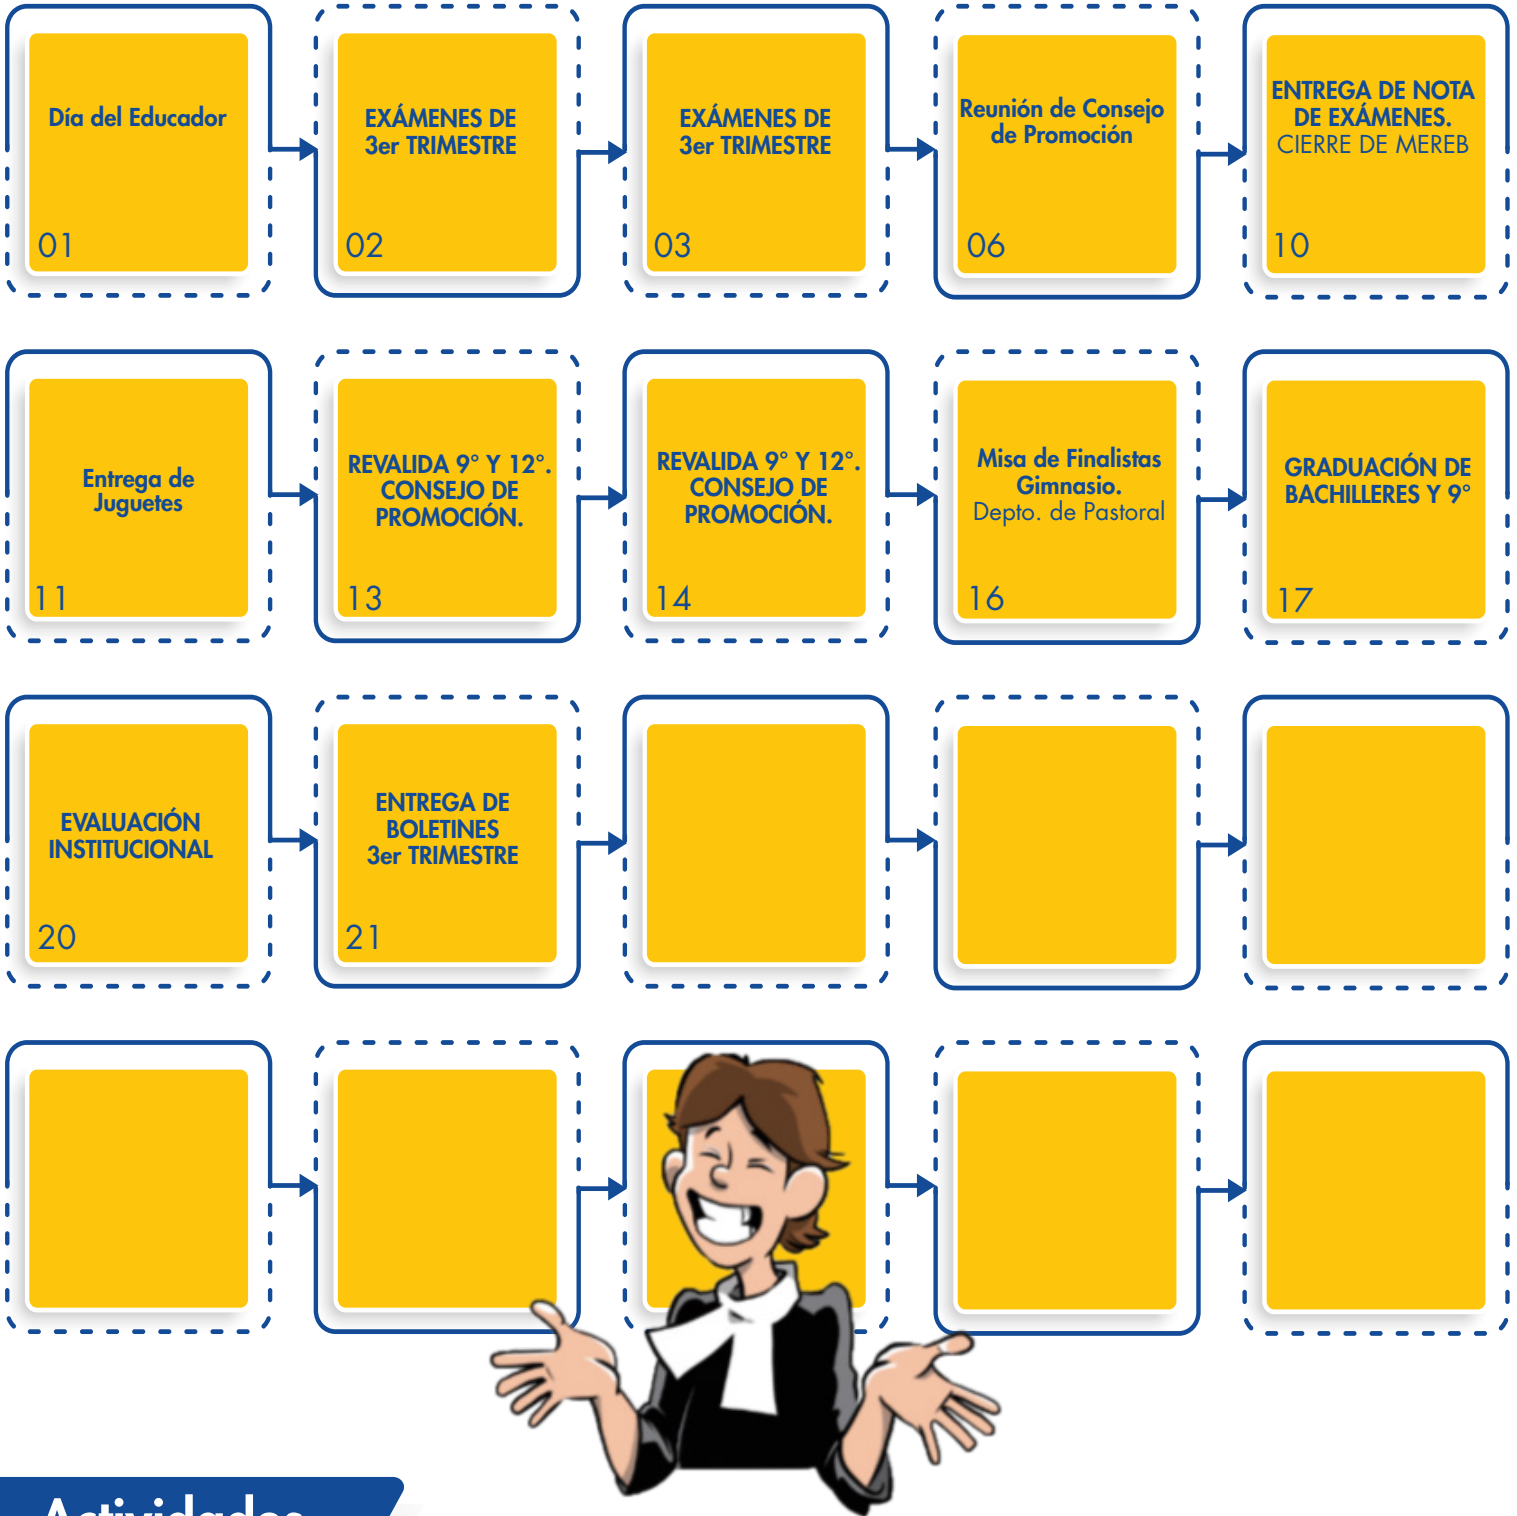 Día del Educador
01
EXÁMENES DE
3er TRIMESTRE
02
EXÁMENES DE
3er TRIMESTRE
03
Reunión de Consejo
de Promoción
06
ENTREGA DE NOTA
DE EXÁMENES.
CIERRE DE MEREB
10
Entrega de
Juguetes
11
REVALIDA 9° Y 12°.
CONSEJO DE
PROMOCIÓN.
13
REVALIDA 9° Y 12°.
CONSEJO DE
PROMOCIÓN.
14
Misa de Finalistas
Gimnasio.
Depto. de Pastoral
16
GRADUACIÓN DE
BACHILLERES Y 9°
17
EVALUACIÓN
INSTITUCIONAL
20
ENTREGA DE
BOLETINES
3er TRIMESTRE
21
Actividades